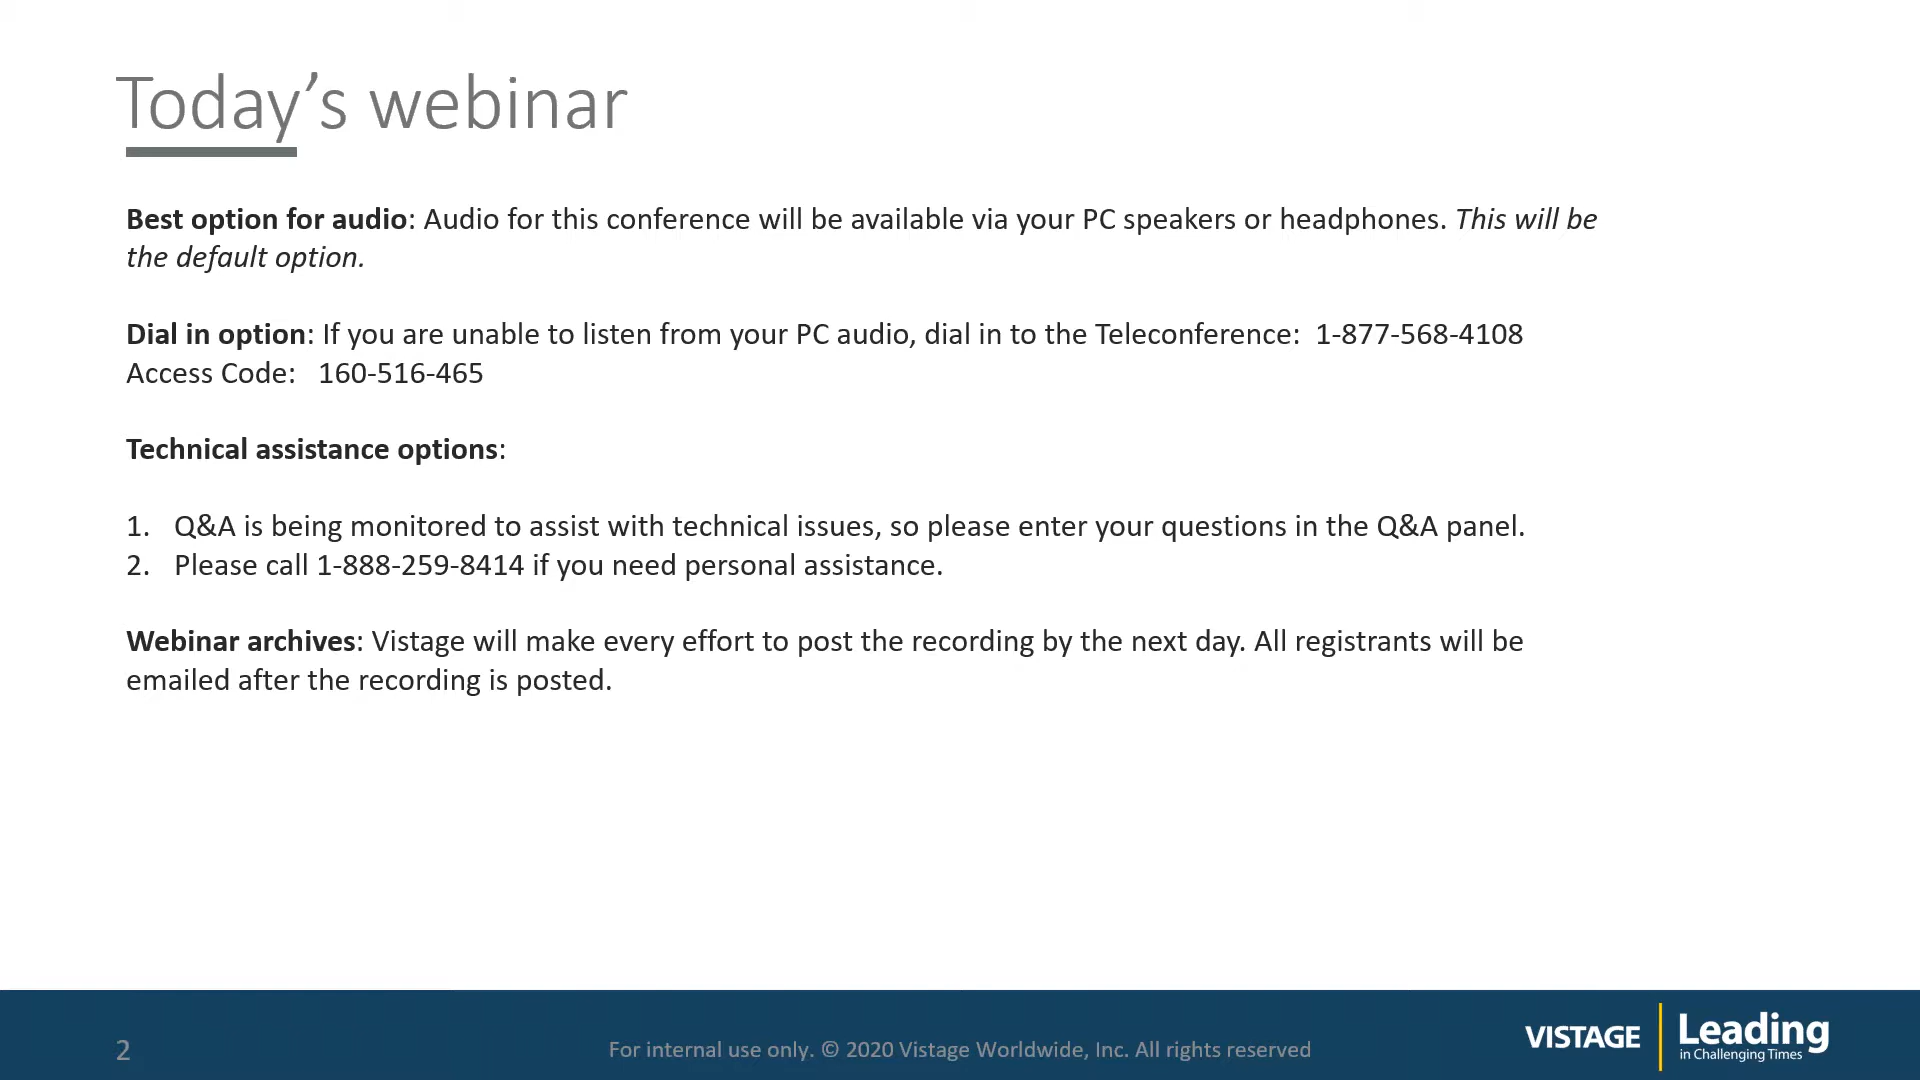 Today’s webinar
Best option for audio: Audio for this conference will be available via your PC speakers or headphones. This will be
the default option.
Dial in option: If you are unable to listen from your PC audio, dial in to the Teleconference:  1-877-568-4108
Access Code:   160-516-465
Technical assistance options:
1. Q&A is being monitored to assist with technical issues, so please enter your questions in the Q&A panel.
2. Please call 1-888-259-8414 if you need personal assistance.
Webinar archives: Vistage will make every effort to post the recording by the next day. All registrants will be
emailed after the recording is posted.
2
For internal use only. © 2020 Vistage Worldwide, Inc. All rights reserved
VISTAGE
Leading
in Challenging Times